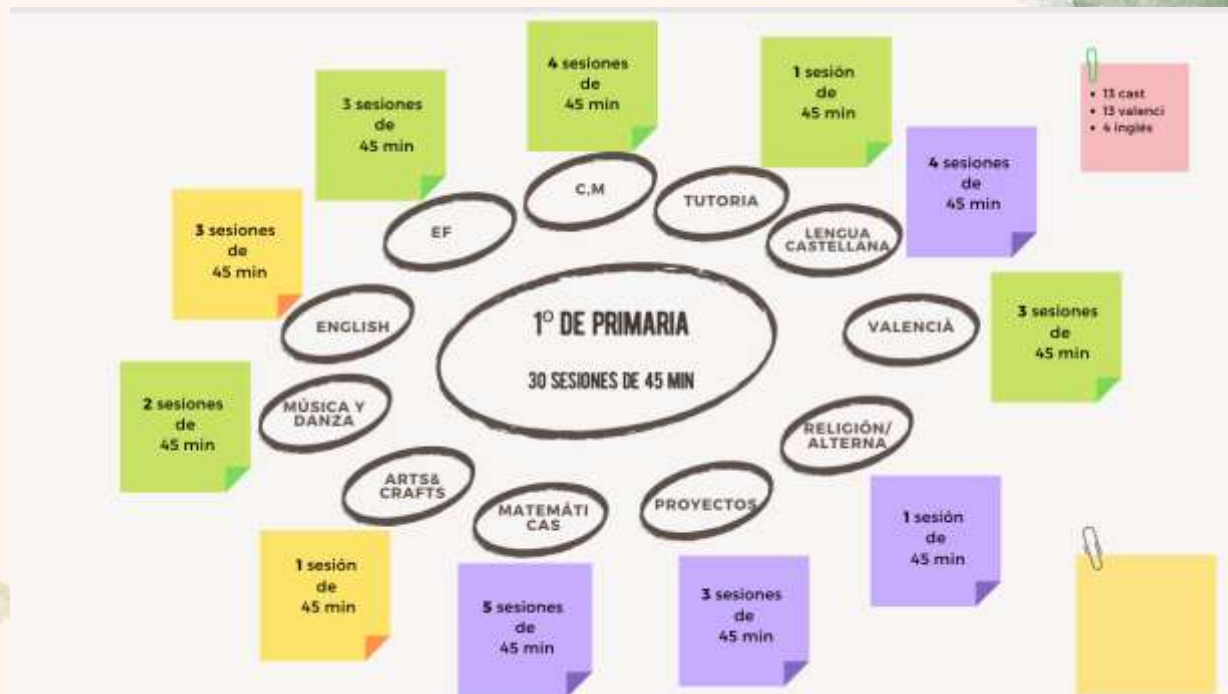 4 sesiones
de
45 min
1 sesión
de
45 min
3 sesiones
de
45 min
• 13 cast
• 13 valenci
• 4 inglés
4 sesiones
de
45 min
C,M
TUTORIA
EF
LENGUA
CASTELLANA
3 sesiones
de
45 min
ENGLISH
1º DE PRIMARIA
30 SESIONES DE 45 MIN
VALENCIÀ
3 sesiones
de
45 min
2 sesiones
de
45 min
MÚSICA Y
DANZA
RELIGIÓN/
ALTERNA
ARTS&
CRAFTS
MATEMÁTI
CAS
PROYECTOS
1 sesión
de
45 min
1 sesión
de
45 min
5 sesiones
de
45 min
3 sesiones
de
45 min